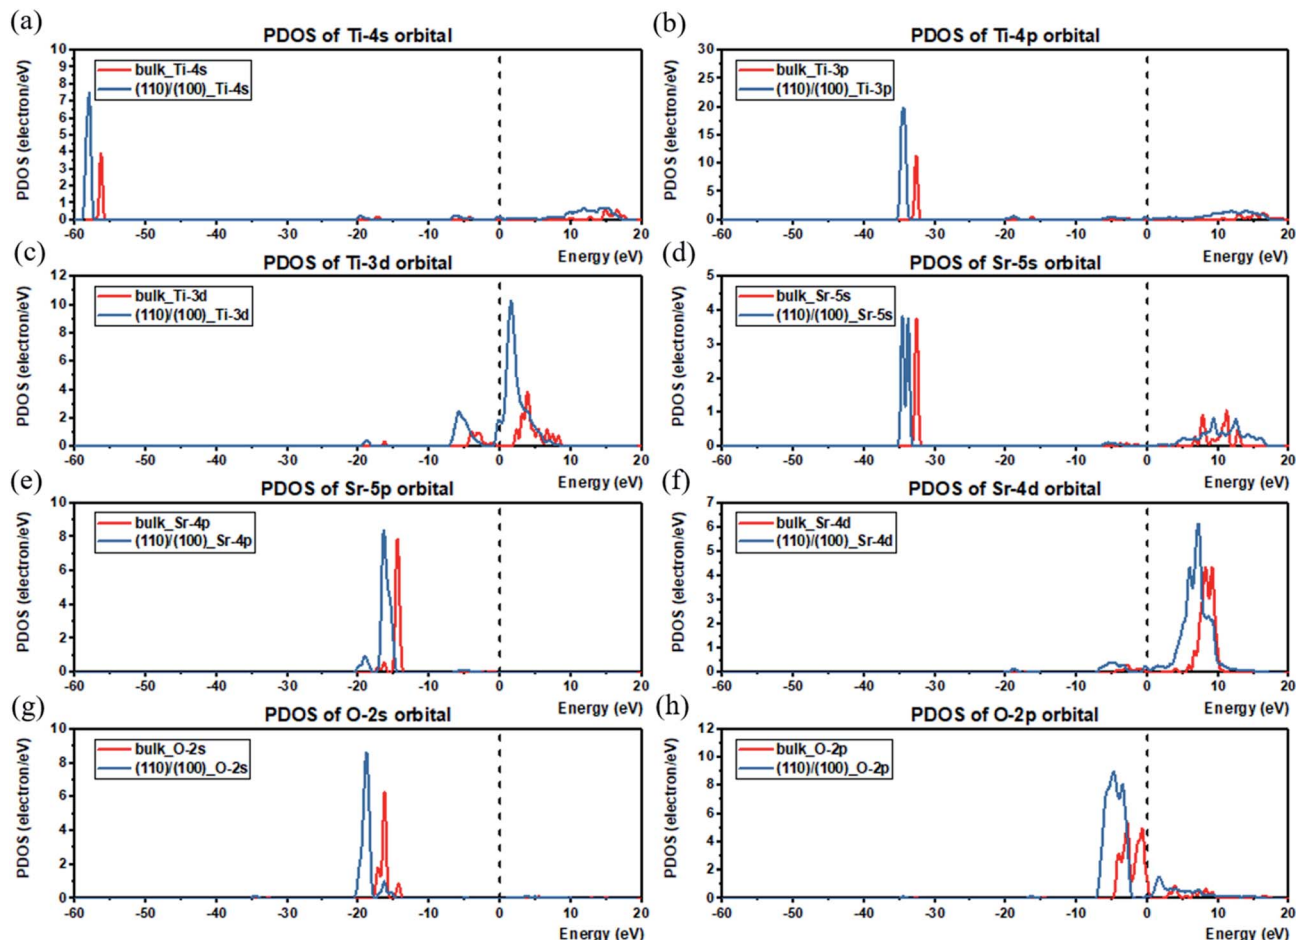 (a)
PDOS of Ti-4s orbital
PDOS (electron/eV)
bulk_Ti-4s
(110)/(100)_Ti-4s
10
9
8
7
6
5
4
3
2
1
0
-60 -50 -40 -30 -20 -10 0 10 20
Energy (eV)
(b)
PDOS of Ti-4p orbital
PDOS (electron/eV)
bulk_Ti-3p
(110)/(100)_Ti-3p
30
25
20
15
10
5
0
-60 -50 -40 -30 -20 -10 0 10 20
Energy (eV)
(c)
PDOS of Ti-3d orbital
PDOS (electron/eV)
bulk_Ti-3d
(110)/(100)_Ti-3d
12
10
8
6
4
2
0
-60 -50 -40 -30 -20 -10 0 10 20
Energy (eV)
(d)
PDOS of Sr-5s orbital
PDOS (electron/eV)
bulk_Sr-5s
(110)/(100)_Sr-5s
5
4
3
2
1
0
-60 -50 -40 -30 -20 -10 0 10 20
Energy (eV)
(e)
PDOS of Sr-5p orbital
PDOS (electron/eV)
bulk_Sr-4p
(110)/(100)_Sr-4p
10
8
6
4
2
0
-60 -50 -40 -30 -20 -10 0 10 20
Energy (eV)
(f)
PDOS of Sr-4d orbital
PDOS (electron/eV)
bulk_Sr-4d
(110)/(100)_Sr-4d
7
6
5
4
3
2
1
0
-60 -50 -40 -30 -20 -10 0 10 20
Energy (eV)
(g)
PDOS of O-2s orbital
PDOS (electron/eV)
bulk_O-2s
(110)/(100)_O-2s
10
8
6
4
2
0
-60 -50 -40 -30 -20 -10 0 10 20
Energy (eV)
(h)
PDOS of O-2p orbital
PDOS (electron/eV)
bulk_O-2p
(110)/(100)_O-2p
12
10
8
6
4
2
0
-60 -50 -40 -30 -20 -10 0 10 20
Energy (eV)